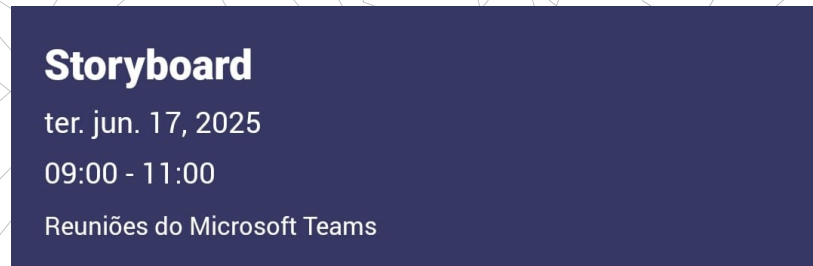 Storyboard
ter. jun. 17, 2025
09:00 - 11:00
Reuniões do Microsoft Teams